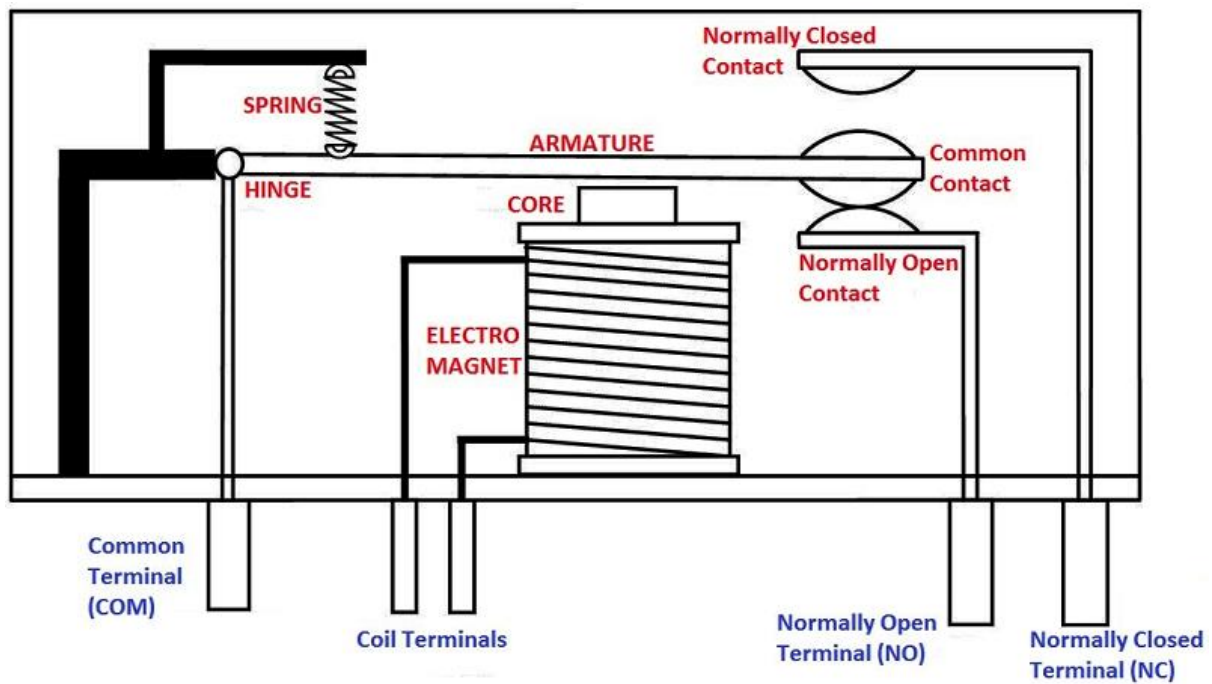 Normally Closed
Contact
SPRING
ARMATURE
Common
Contact
HINGE
CORE
Normally Open
Contact
ELECTRO
MAGNET
Common
Terminal
(COM)
Coil Terminals
Normally Open
Terminal (NO)
Normally Closed
Terminal (NC)